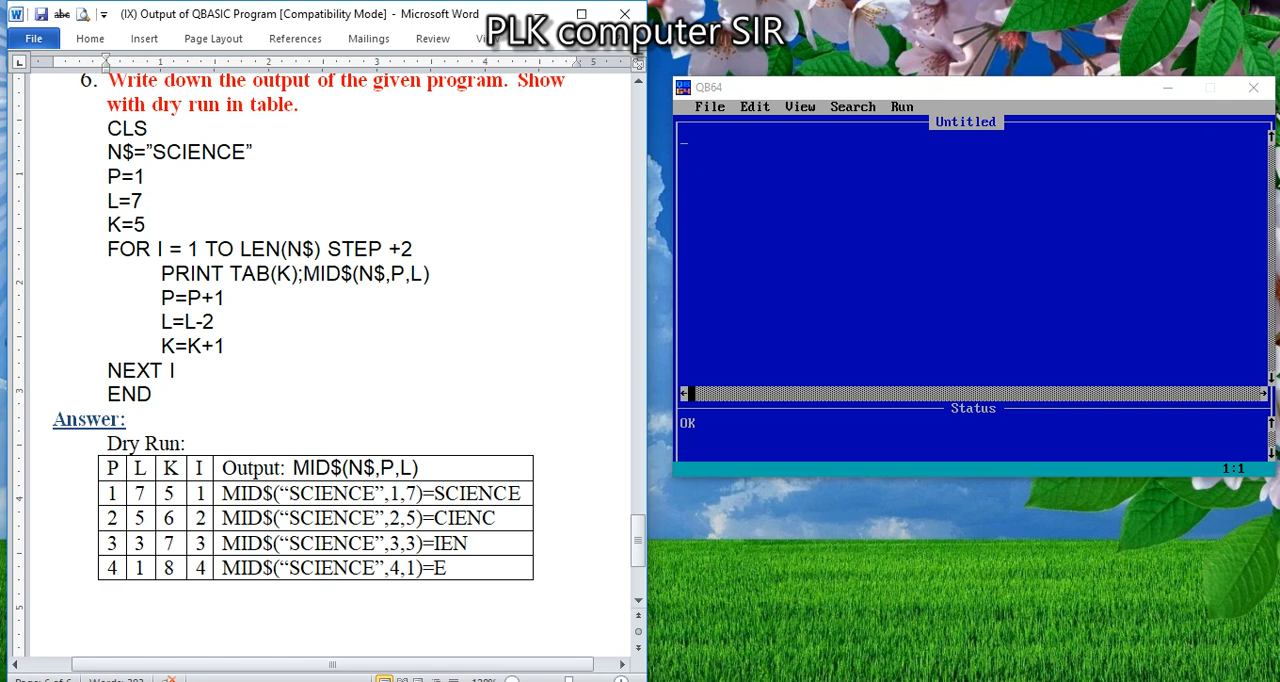 (IX) Output of QBASIC Program [Compatibility Mode] - Microsoft Word
PLK computer SIR
File Home Insert Page Layout References Mailings Review
6. Write down the output of the given program. Show
with dry run in table.
CLS
N$=”SCIENCE”
P=1
L=7
K=5
FOR I = 1 TO LEN(N$) STEP +2
PRINT TAB(K);MID$(N$,P,L)
P=P+1
L=L-2
K=K+1
NEXT I
END
Answer:
Dry Run:
P L K I Output: MID$(N$,P,L)
1 7 5 1 MID$(“SCIENCE”,1,7)=SCIENCE
2 5 6 2 MID$(“SCIENCE”,2,5)=CIENC
3 3 7 3 MID$(“SCIENCE”,3,3)=IEN
4 1 8 4 MID$(“SCIENCE”,4,1)=E
QB64
File Edit View Search Run
Untitled
Status
OK
1:1